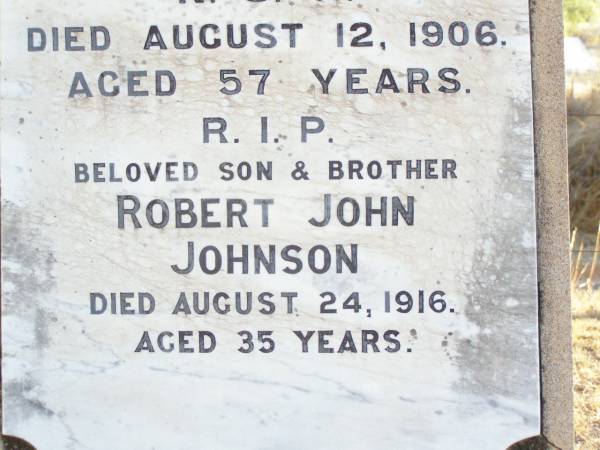 DIED AUGUST 12, 1906.
AGED 57 YEARS.
R. I. P.
BELOVED SON & BROTHER
ROBERT JOHN
JOHNSON
DIED AUGUST 24, 1916.
AGED 35 YEARS.